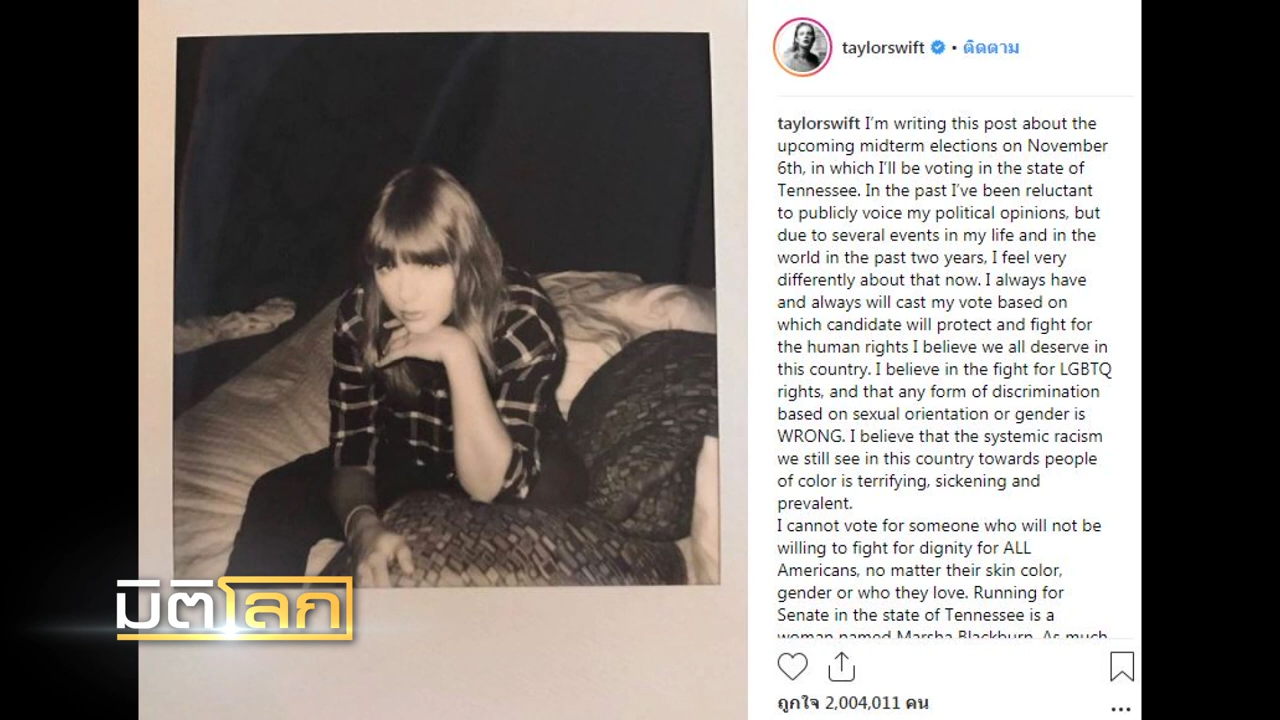 taylorswift • ติดตาม
taylorswift I'm writing this post about the
upcoming midterm elections on November
6th, in which I'll be voting in the state of
Tennessee. In the past I've been reluctant
to publicly voice my political opinions, but
due to several events in my life and in the
world in the past two years, I feel very
differently about that now. I always have
and always will cast my vote based on
which candidate will protect and fight for
the human rights I believe we all deserve in
this country. I believe in the fight for LGBTQ
rights, and that any form of discrimination
based on sexual orientation or gender is
WRONG. I believe that the systemic racism
we still see in this country towards people
of color is terrifying, sickening and
prevalent.
I cannot vote for someone who will not be
willing to fight for dignity for ALL
Americans, no matter their skin color,
gender or who they love. Running for
Senate in the state of Tennessee is a
woman named Marsha Blackburn. As much
ถูกใจ 2,004,011 คน
มิติโลก